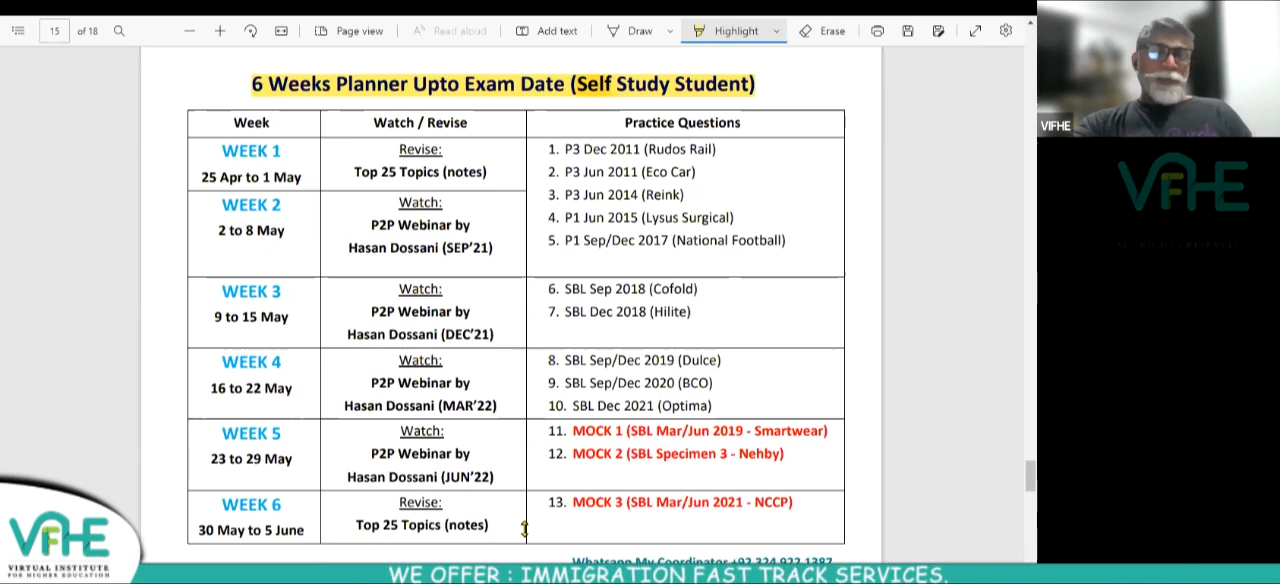 15 of 18 Page view Read aloud Add text Draw Highlight Erase
VIFHE
VFHE
6 Weeks Planner Upto Exam Date (Self Study Student)
Week Watch / Revise Practice Questions
WEEK 1
25 Apr to 1 May
Revise:
Top 25 Topics (notes)
1. P3 Dec 2011 (Rudos Rail)
2. P3 Jun 2011 (Eco Car)
3. P3 Jun 2014 (Reink)
4. P1 Jun 2015 (Lysus Surgical)
5. P1 Sep/Dec 2017 (National Football)
WEEK 2
2 to 8 May
Watch:
P2P Webinar by
Hasan Dossani (SEP'21)
WEEK 3
9 to 15 May
Watch:
P2P Webinar by
Hasan Dossani (DEC'21)
6. SBL Sep 2018 (Cofold)
7. SBL Dec 2018 (Hilite)
WEEK 4
16 to 22 May
Watch:
P2P Webinar by
Hasan Dossani (MAR'22)
8. SBL Sep/Dec 2019 (Dulce)
9. SBL Sep/Dec 2020 (BCO)
10. SBL Dec 2021 (Optima)
WEEK 5
23 to 29 May
Watch:
P2P Webinar by
Hasan Dossani (JUN'22)
11. MOCK 1 (SBL Mar/Jun 2019 - Smartwear)
12. MOCK 2 (SBL Specimen 3 - Nehby)
WEEK 6
30 May to 5 June
Revise:
Top 25 Topics (notes)
13. MOCK 3 (SBL Mar/Jun 2021 - NCCP)
Whatsapp My Coordinator +92 324 922 1387
VFHE
VIRTUAL INSTITUTE
FOR HIGHER EDUCATION
WE OFFER : IMMIGRATION FAST TRACK SERVICES.